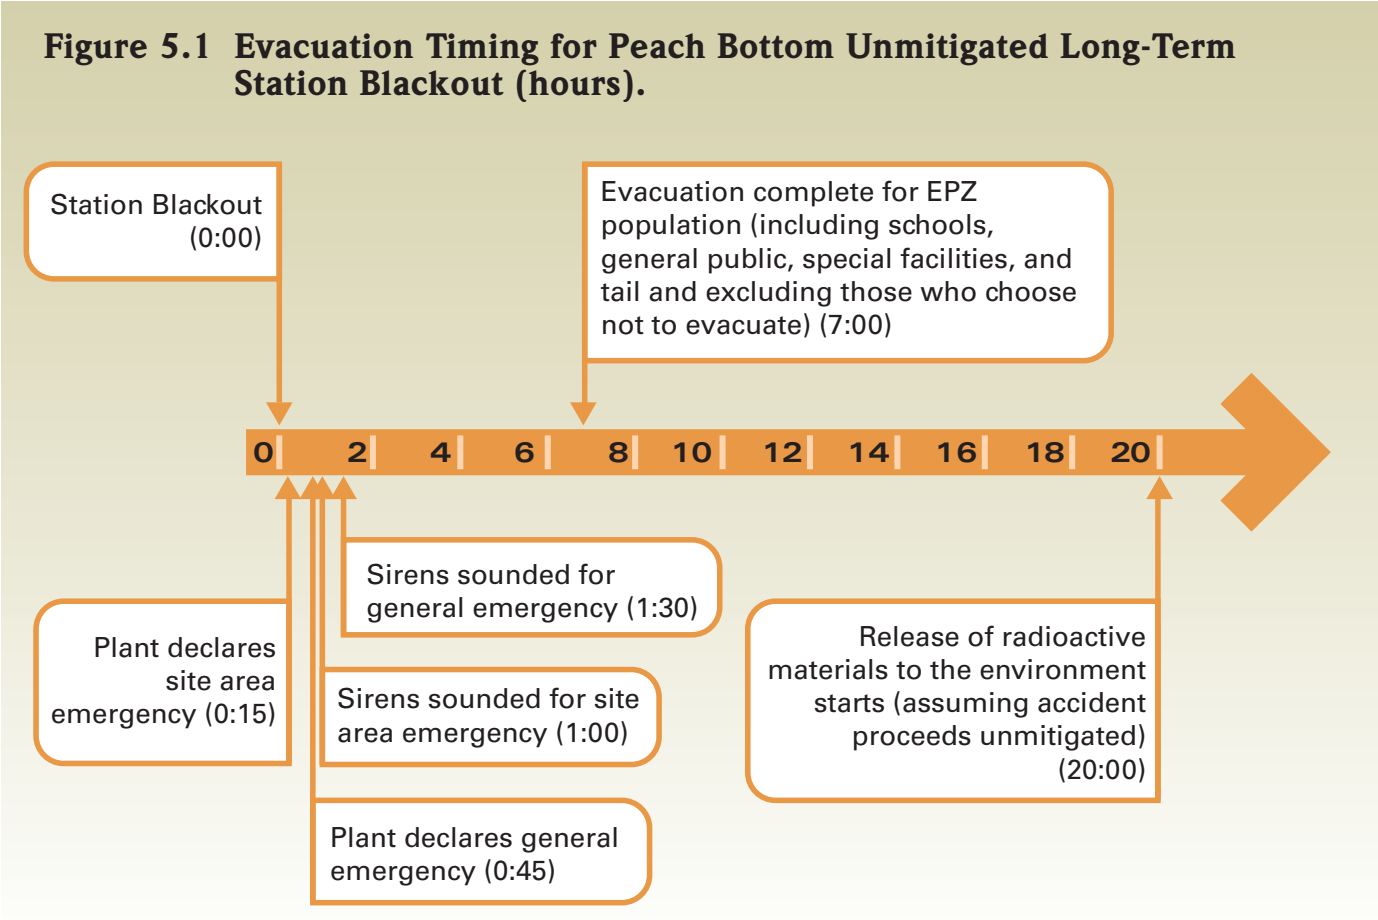 Figure 5.1 Evacuation Timing for Peach Bottom Unmitigated Long-Term
Station Blackout (hours).
Station Blackout
(0:00)
Evacuation complete for EPZ
population (including schools,
general public, special facilities, and
tail and excluding those who choose
not to evacuate) (7:00)
0 2 4 6 8 10 12 14 16 18 20
Sirens sounded for
general emergency (1:30)
Plant declares
site area
emergency (0:15)
Sirens sounded for site
area emergency (1:00)
Plant declares general
emergency (0:45)
Release of radioactive
materials to the environment
starts (assuming accident
proceeds unmitigated)
(20:00)